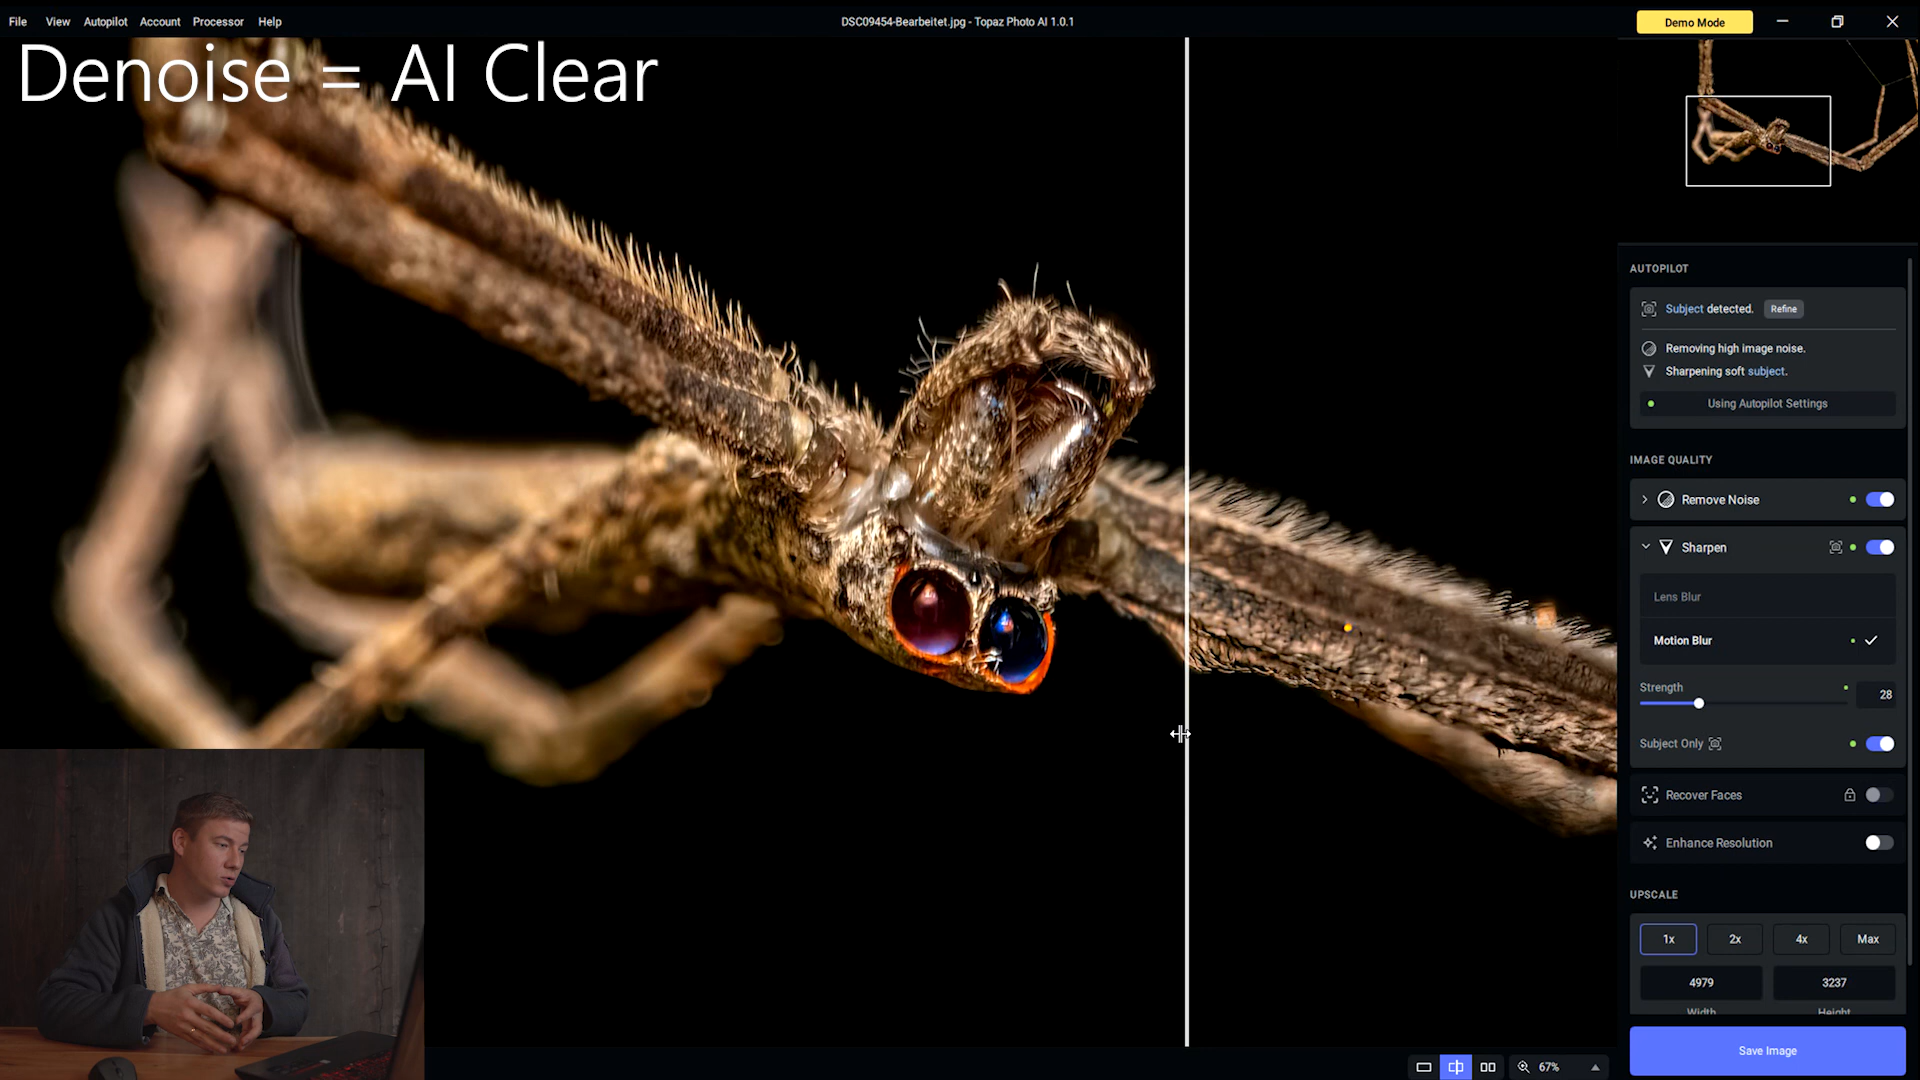 File View Autopilot Account Processor Help
DSC09454-Bearbeitet.jpg - Topaz Photo AI 1.0.1
Demo Mode
Denoise = AI Clear
AUTOPILOT
Subject detected. Refine
Removing high image noise.
Sharpening soft subject.
Using Autopilot Settings
IMAGE QUALITY
Remove Noise
Sharpen
Lens Blur
Motion Blur
Strength 28
Subject Only
Recover Faces
Enhance Resolution
UPSCALE
1x 2x 4x Max
4979 3237
Width Height
Save Image
67%